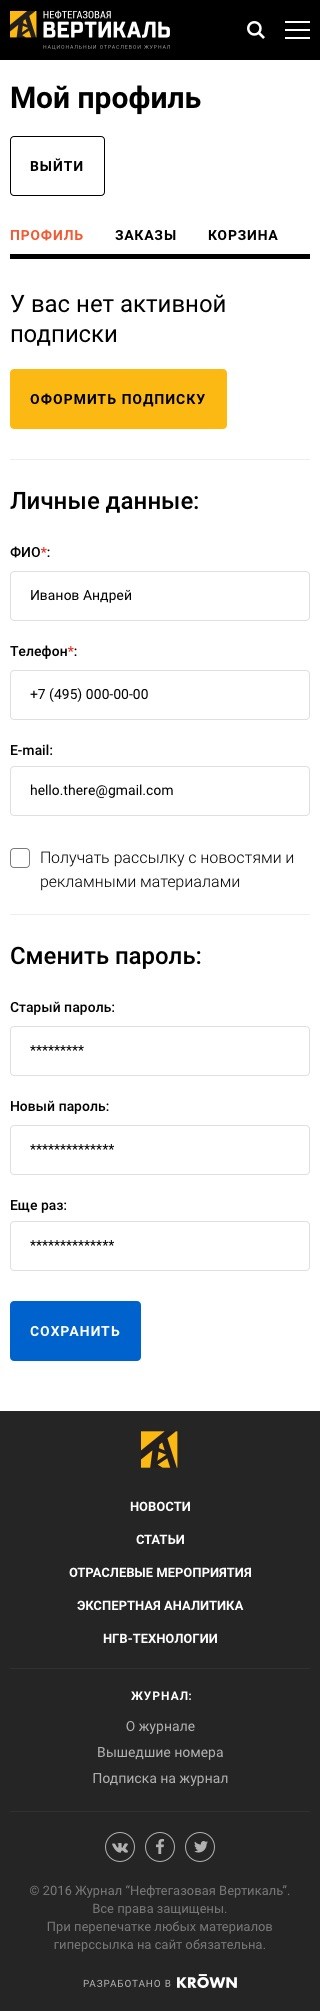 НЕФТЕГАЗОВАЯ
ВЕРТИКАЛЬ
НАЦИОНАЛЬНЫЙ ОТРАСЛЕВОЙ ЖУРНАЛ
Мой профиль
ВЫЙТИ
ПРОФИЛЬ ЗАКАЗЫ КОРЗИНА
У вас нет активной
подписки
ОФОРМИТЬ ПОДПИСКУ
Личные данные:
ФИО*:
Иванов Андрей
Телефон*:
+7 (495) 000-00-00
E-mail:
hello.there@gmail.com
Получать рассылку с новостями и
рекламными материалами
Сменить пароль:
Старый пароль:
*********
Новый пароль:
**************
Еще раз:
**************
СОХРАНИТЬ
НОВОСТИ
СТАТЬИ
ОТРАСЛЕВЫЕ МЕРОПРИЯТИЯ
ЭКСПЕРТНАЯ АНАЛИТИКА
НГВ-ТЕХНОЛОГИИ
ЖУРНАЛ:
О журнале
Вышедшие номера
Подписка на журнал
© 2016 Журнал “Нефтегазовая Вертикаль”.
Все права защищены.
При перепечатке любых материалов
гиперссылка на сайт обязательна.
РАЗРАБОТАНО В KRŌWN